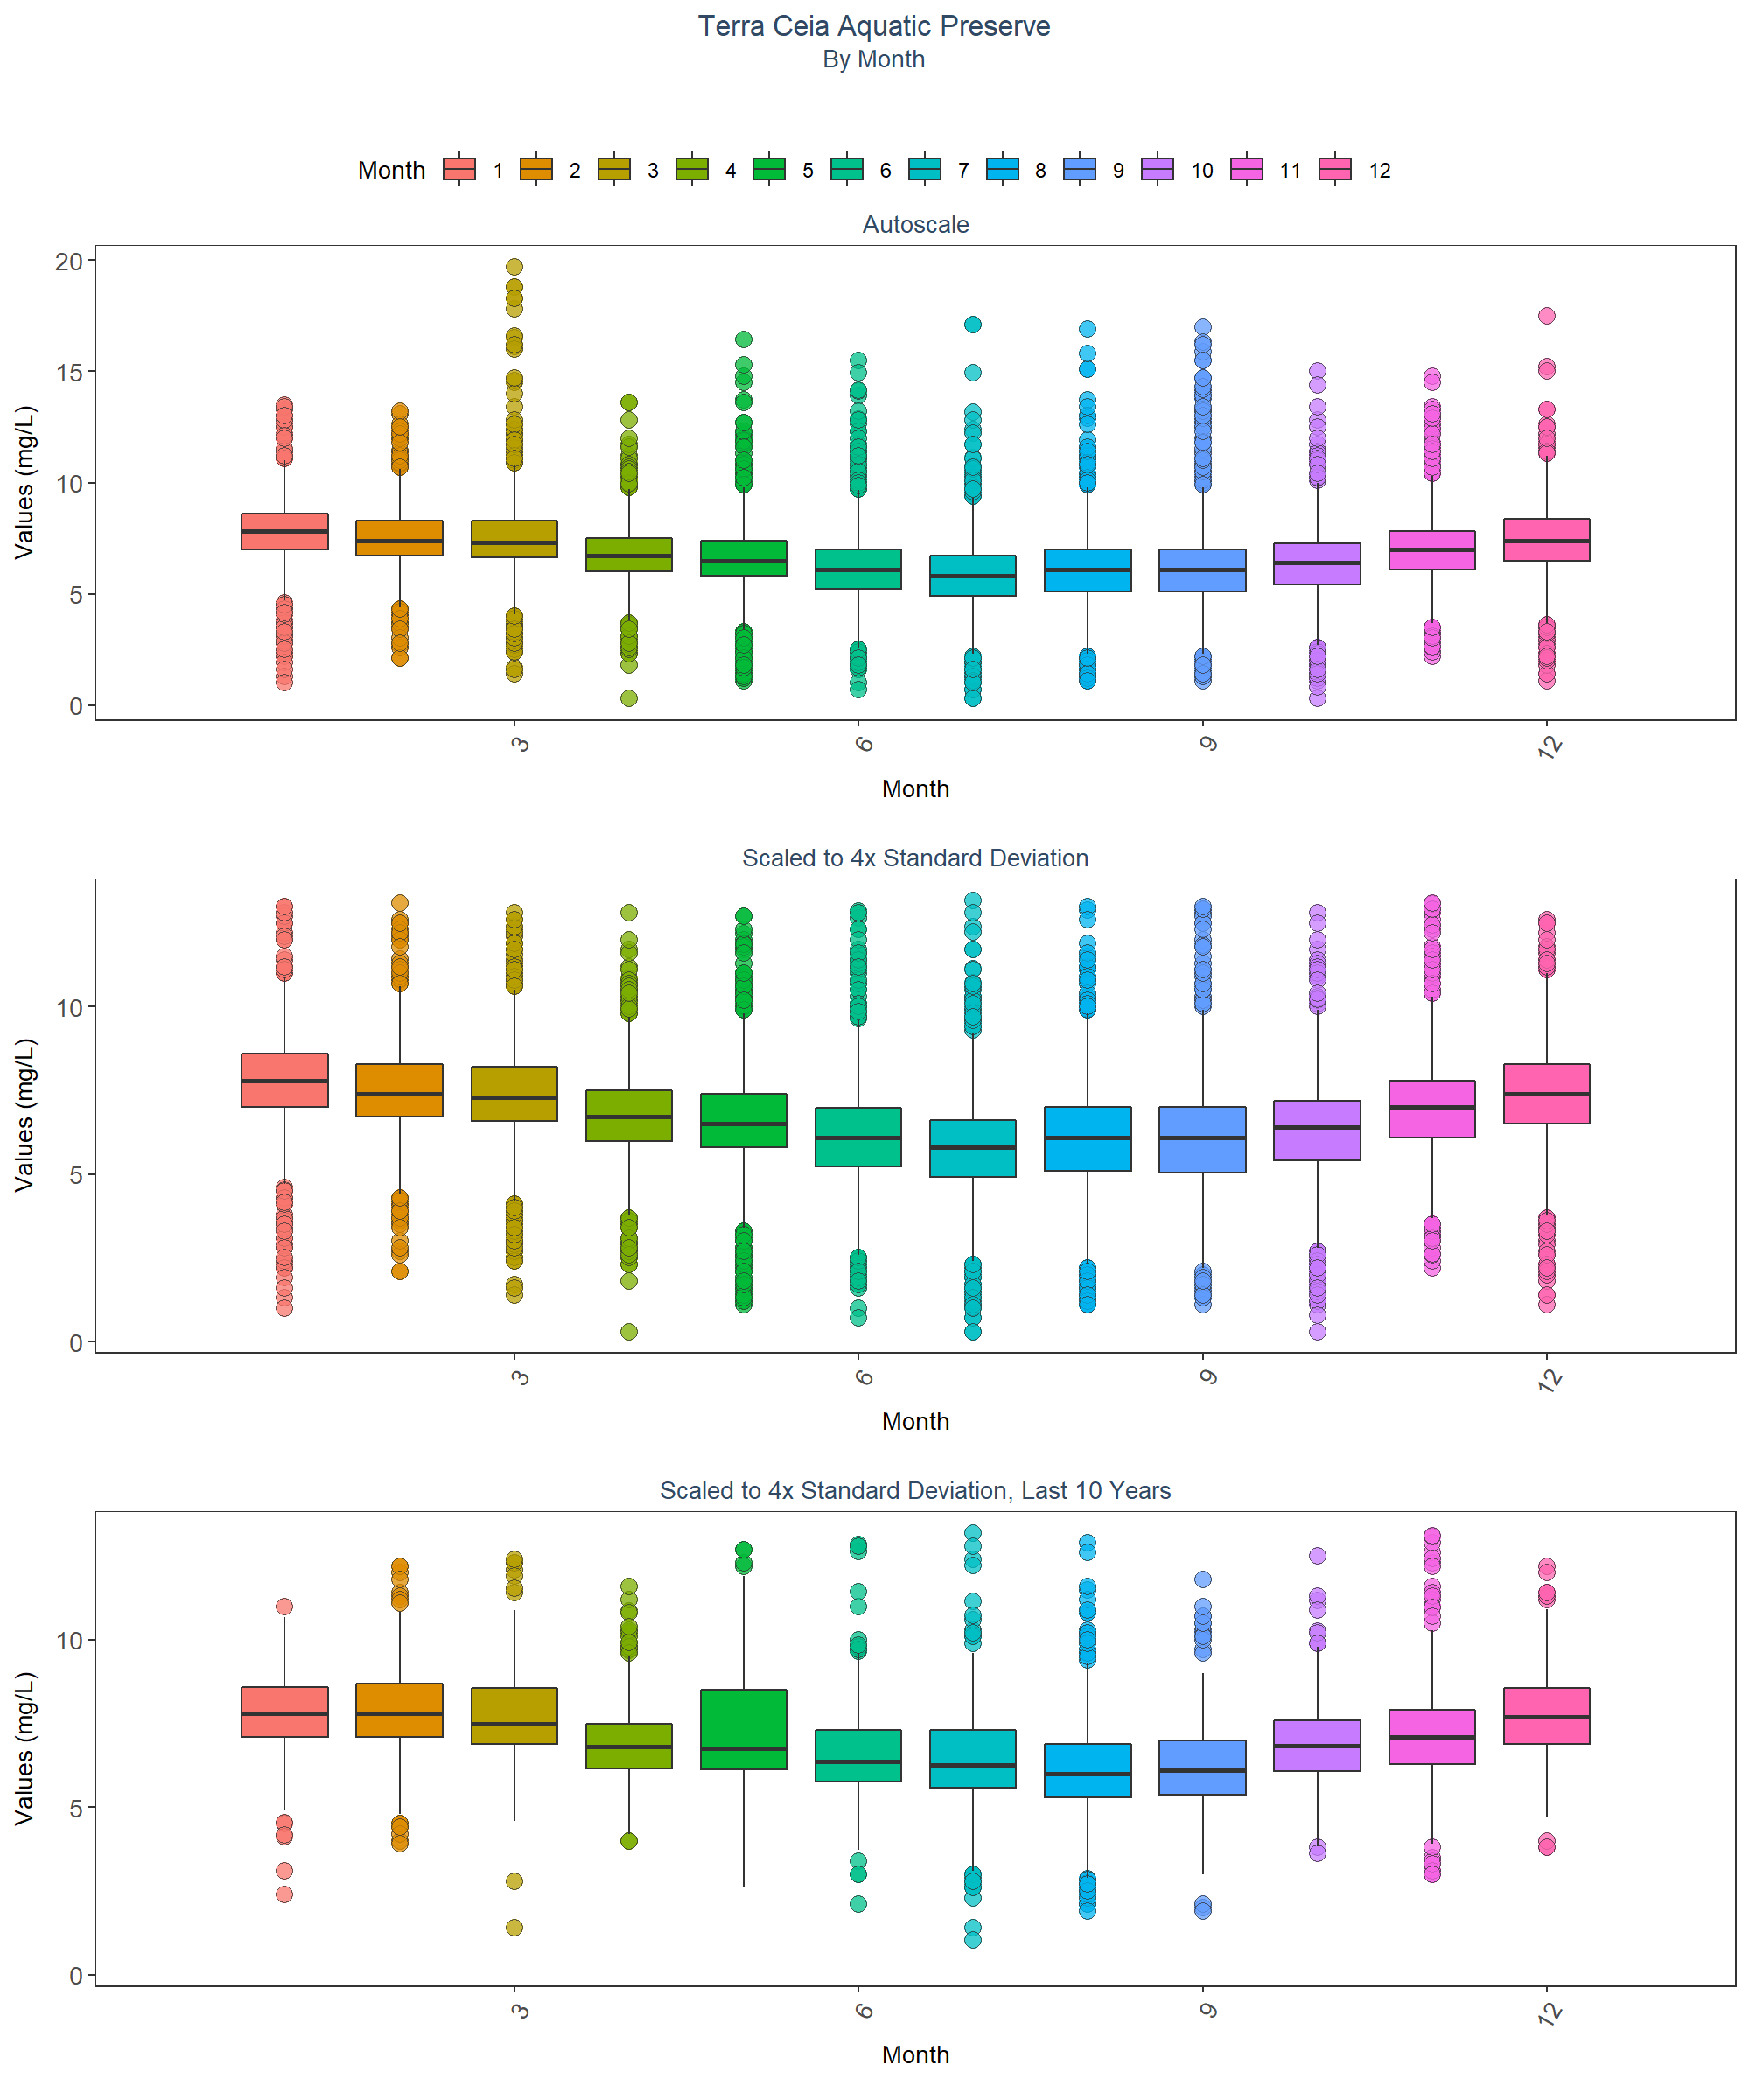 Terra Ceia Aquatic Preserve
By Month
Month 1 2 3 4 5 6 7 8 9 10 11 12
Autoscale
Values (mg/L)
20
15
10
5
0
3 6 9 12
Month
Scaled to 4x Standard Deviation
Values (mg/L)
10
5
0
3 6 9 12
Month
Scaled to 4x Standard Deviation, Last 10 Years
Values (mg/L)
10
5
0
3 6 9 12
Month